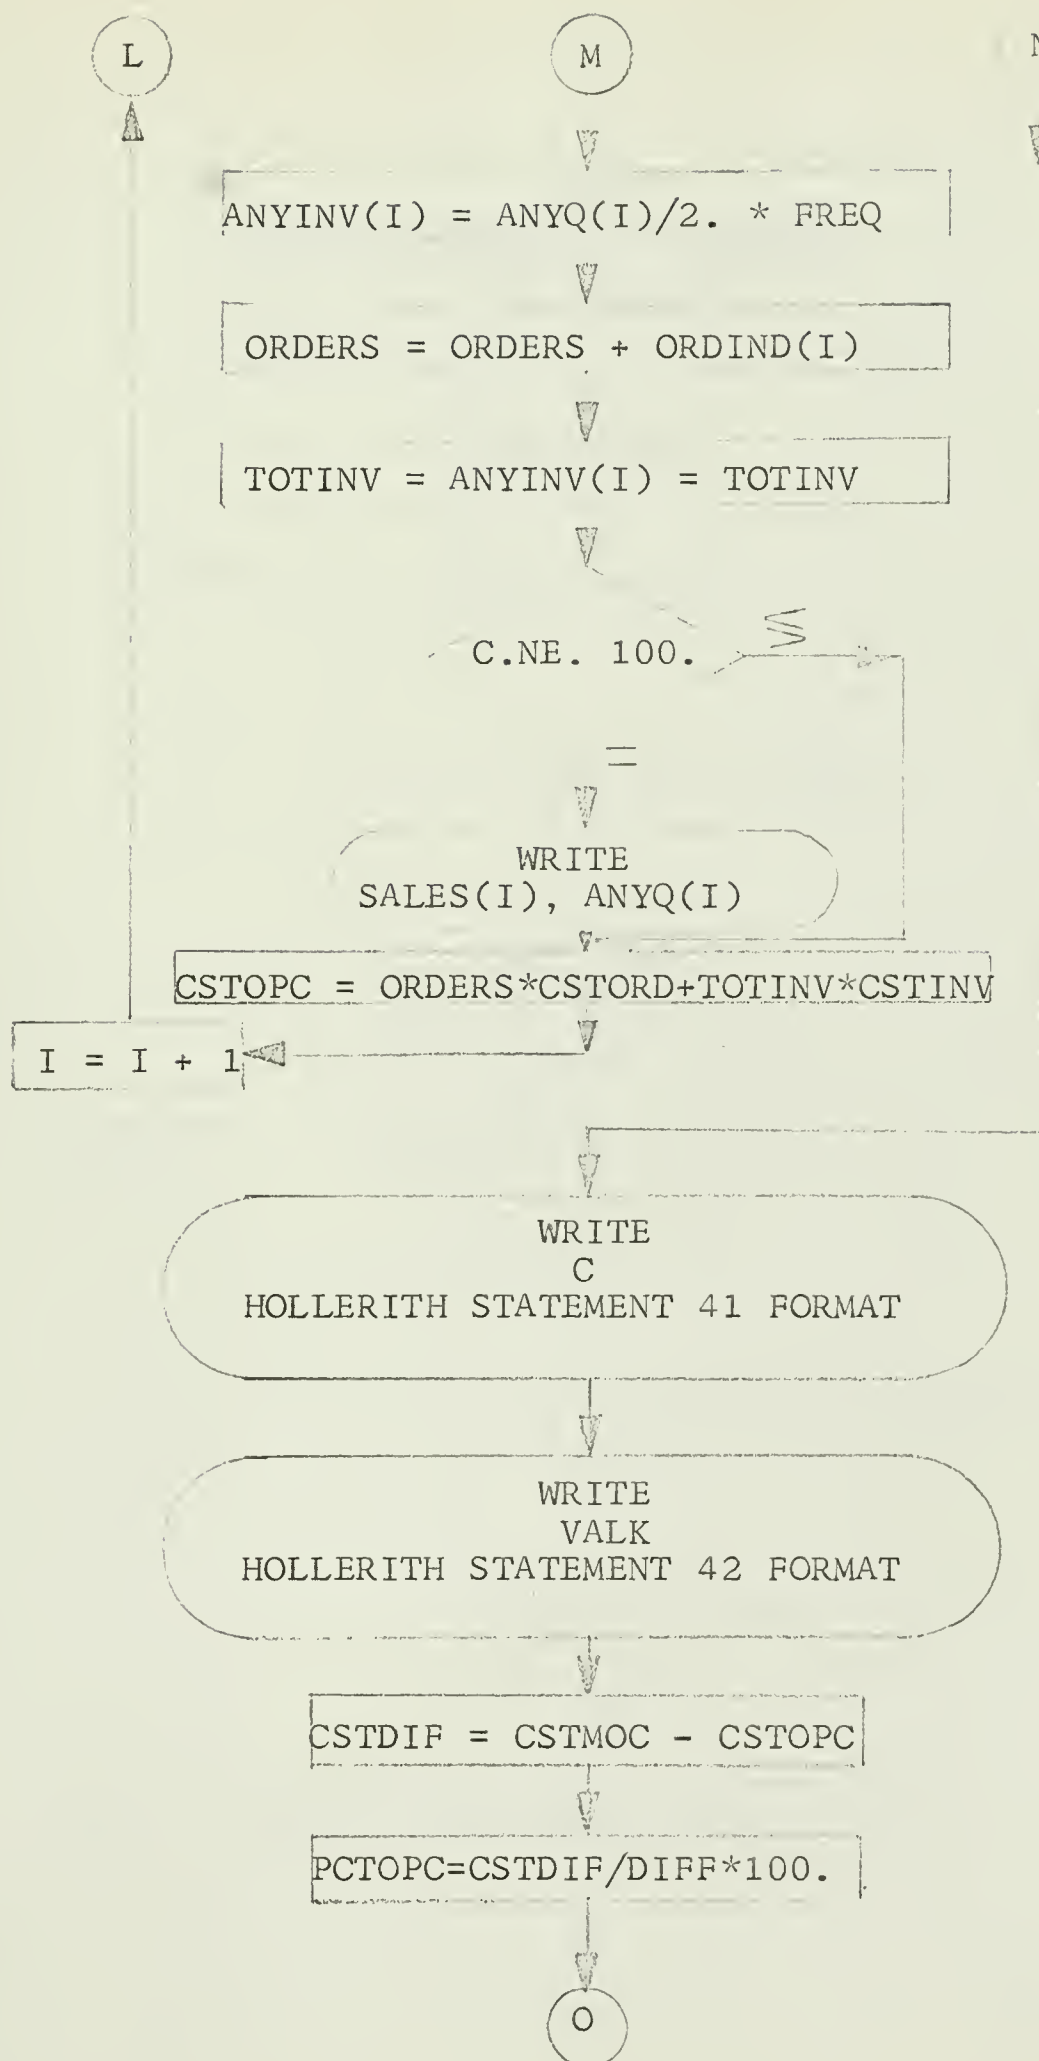 L
M
N
ANYINV(I) = ANYQ(I)/2. * FREQ
ORDERS = ORDERS + ORDIND(I)
TOTINV = ANYINV(I) = TOTINV
C.NE. 100.
≶
=
WRITE
SALES(I), ANYQ(I)
CSTOPC = ORDERS*CSTORD+TOTINV*CSTINV
I = I + 1
WRITE
C
HOLLERITH STATEMENT 41 FORMAT
WRITE
VALK
HOLLERITH STATEMENT 42 FORMAT
CSTDIF = CSTMOC - CSTOPC
PCTOPC=CSTDIF/DIFF*100.
O